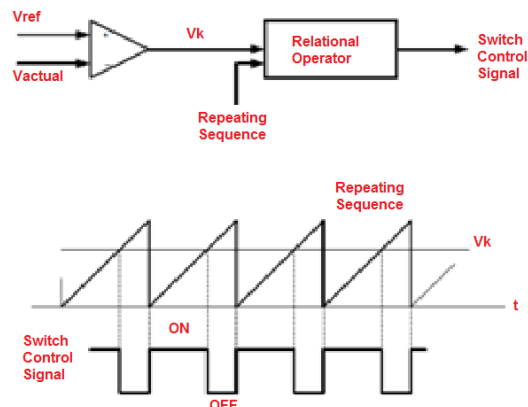 Vref
Vk
Vactual
Relational
Operator
Switch
Control
Signal
Repeating
Sequence
Repeating
Sequence
Vk
t
ON
Switch
Control
Signal
OFF